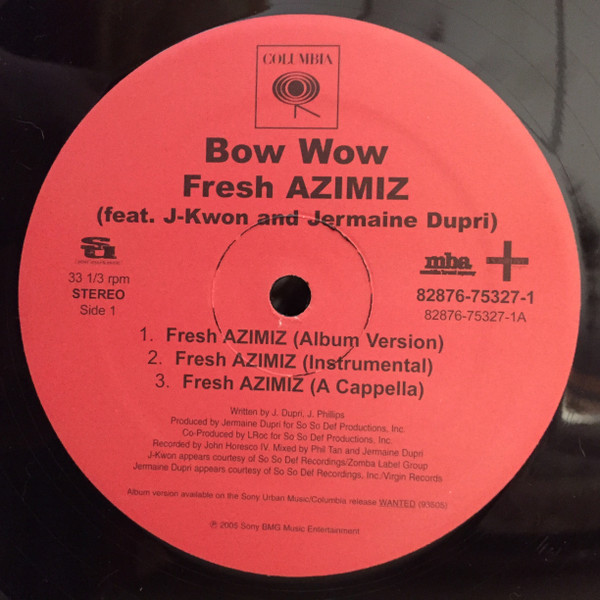 COLUMBIA
Bow Wow
Fresh AZIMIZ
(feat. J-Kwon and Jermaine Dupri)
33 1/3 rpm
STEREO
Side 1
mba
82876-75327-1
82876-75327-1A
1. Fresh AZIMIZ (Album Version)
2. Fresh AZIMIZ (Instrumental)
3. Fresh AZIMIZ (A Cappella)
Written by J. Dupri, J. Phillips
Produced by Jermaine Dupri for So So Def Productions, Inc.
Co-Produced by LRoc for So So Def Productions, Inc.
Recorded by John Horesco IV. Mixed by Phil Tan and Jermaine Dupri
J-Kwon appears courtesy of So So Def Recordings/Zomba Label Group
Jermaine Dupri appears courtesy of So So Def Recordings, Inc./Virgin Records
Album version available on the Sony Urban Music/Columbia release WANTED (93505)
℗ 2005 Sony BMG Music Entertainment